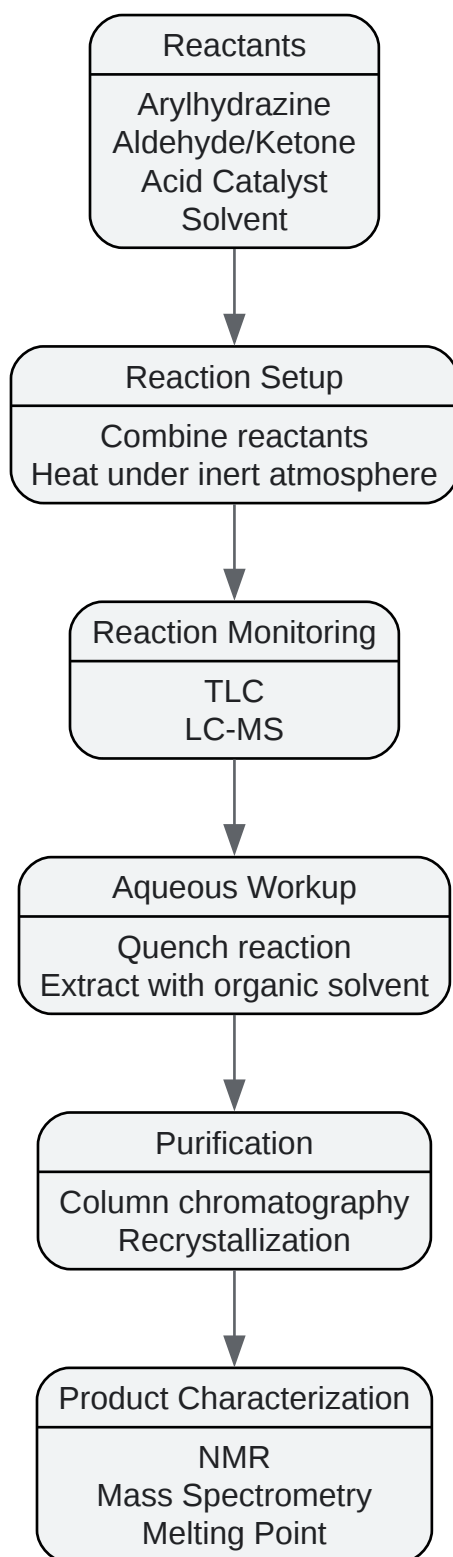 Reactants
Arylhydrazine
Aldehyde/Ketone
Acid Catalyst
Solvent
Reaction Setup
Combine reactants
Heat under inert atmosphere
Reaction Monitoring
TLC
LC-MS
Aqueous Workup
Quench reaction
Extract with organic solvent
Purification
Column chromatography
Recrystallization
Product Characterization
NMR
Mass Spectrometry
Melting Point